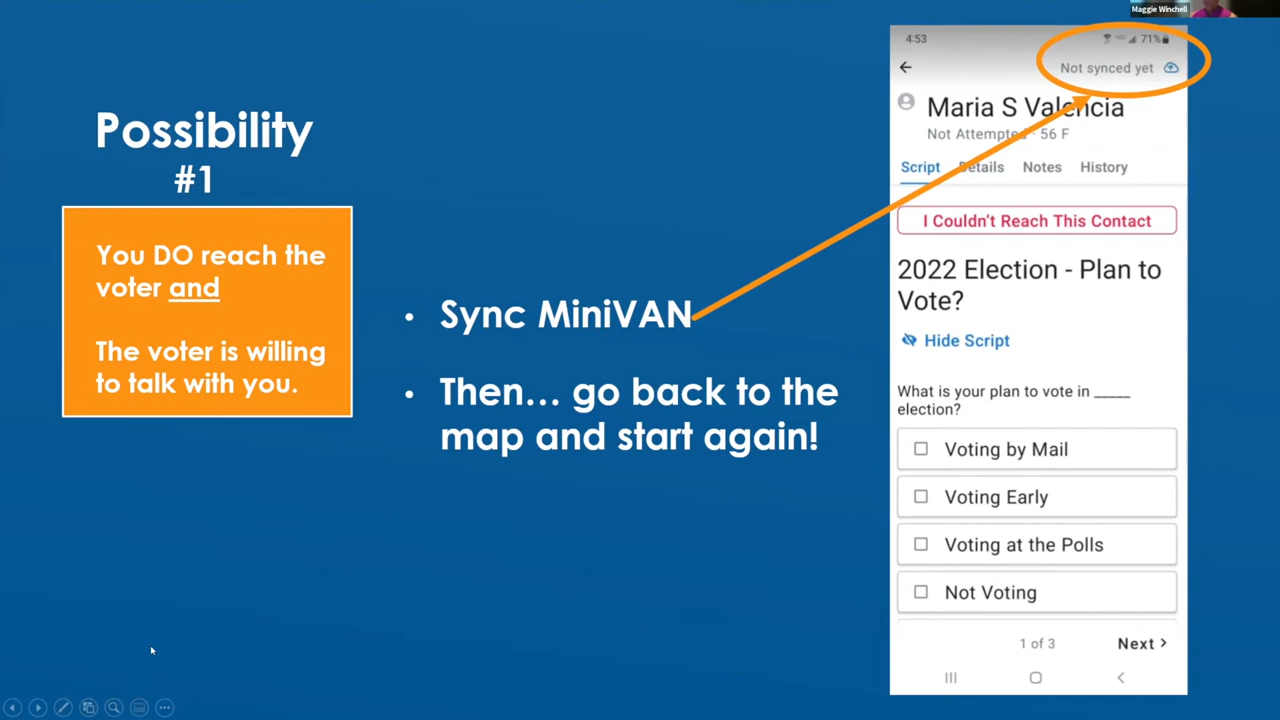 Maggie Winchell
Possibility
#1
You DO reach the
voter and
The voter is willing
to talk with you.
• Sync MiniVAN
• Then... go back to the
map and start again!
4:53
71%
Not synced yet
Maria S Valencia
Not Attempted · 56 F
Script Details Notes History
I Couldn't Reach This Contact
2022 Election - Plan to
Vote?
Hide Script
What is your plan to vote in _____
election?
Voting by Mail
Voting Early
Voting at the Polls
Not Voting
1 of 3
Next >